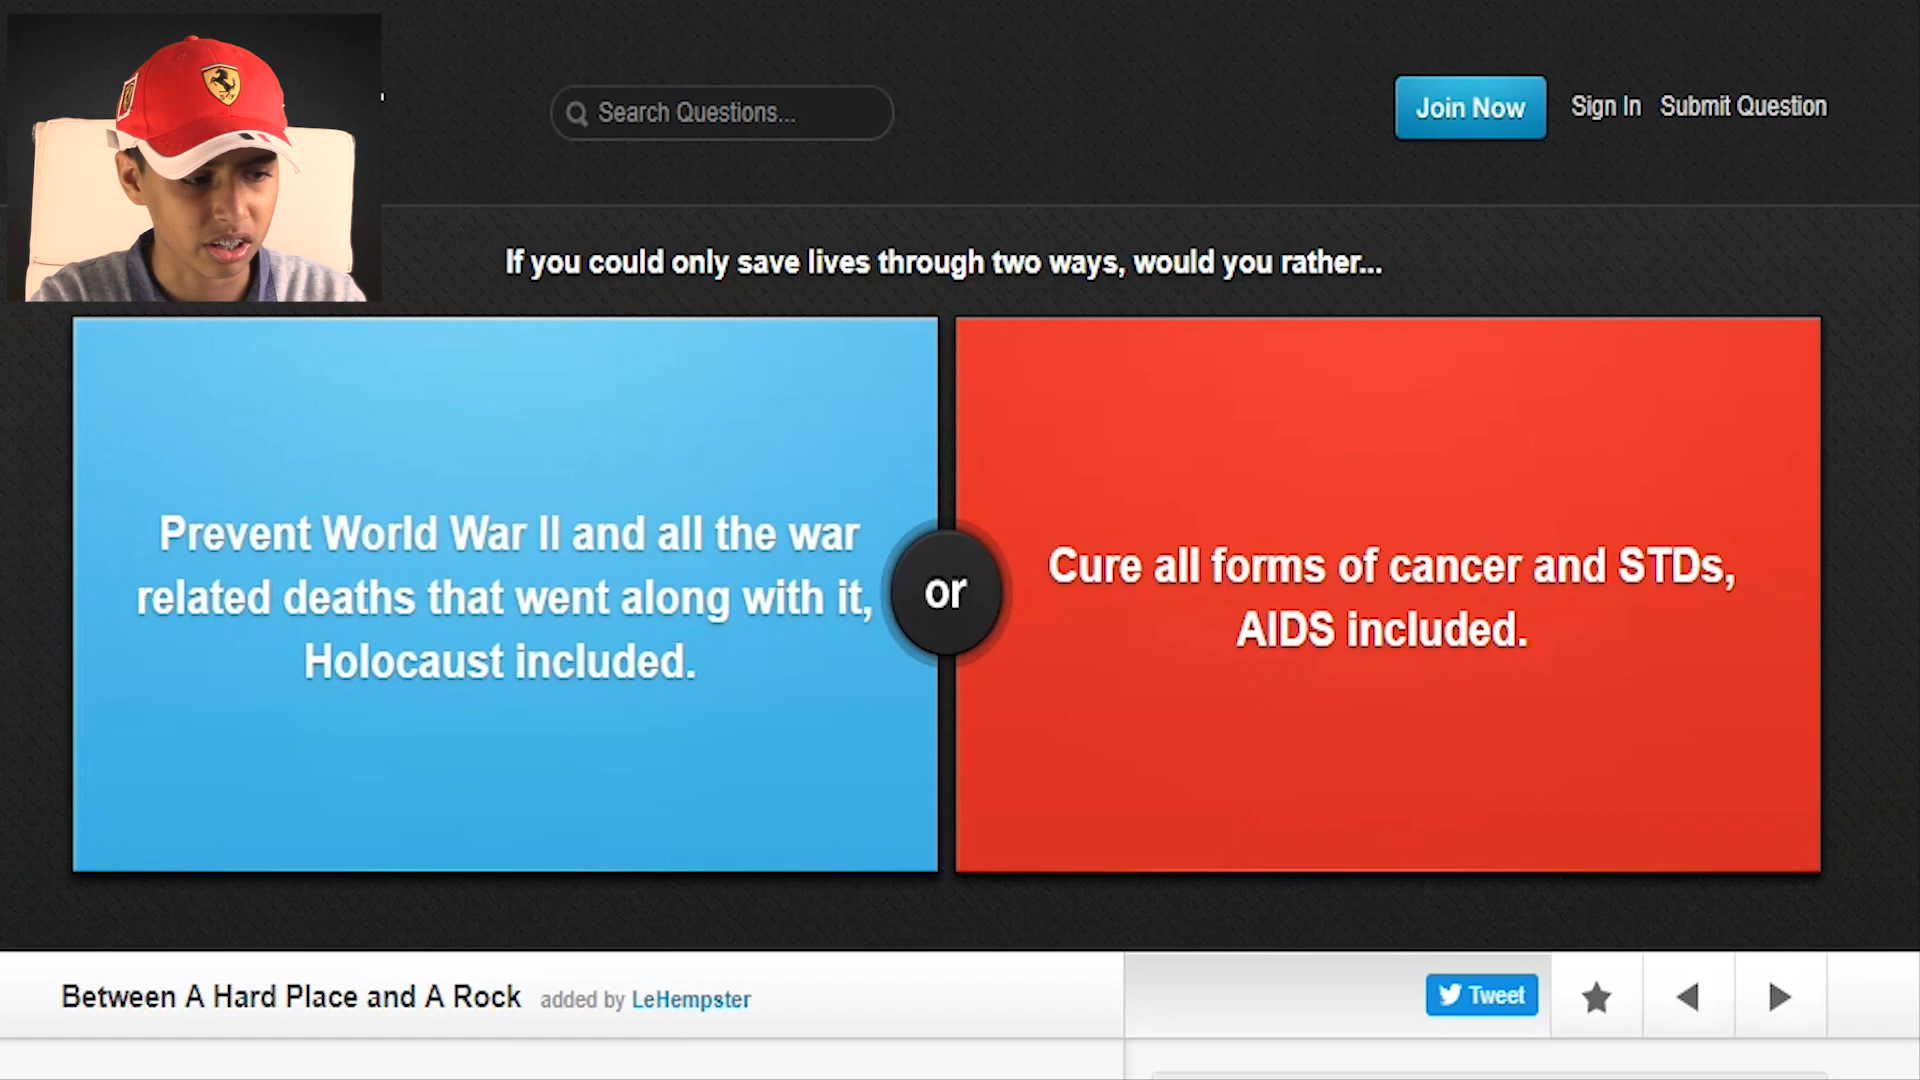 Search Questions...
Join Now
Sign In
Submit Question
If you could only save lives through two ways, would you rather...
Prevent World War II and all the war
related deaths that went along with it,
Holocaust included.
or
Cure all forms of cancer and STDs,
AIDS included.
Between A Hard Place and A Rock added by LeHempster
Tweet